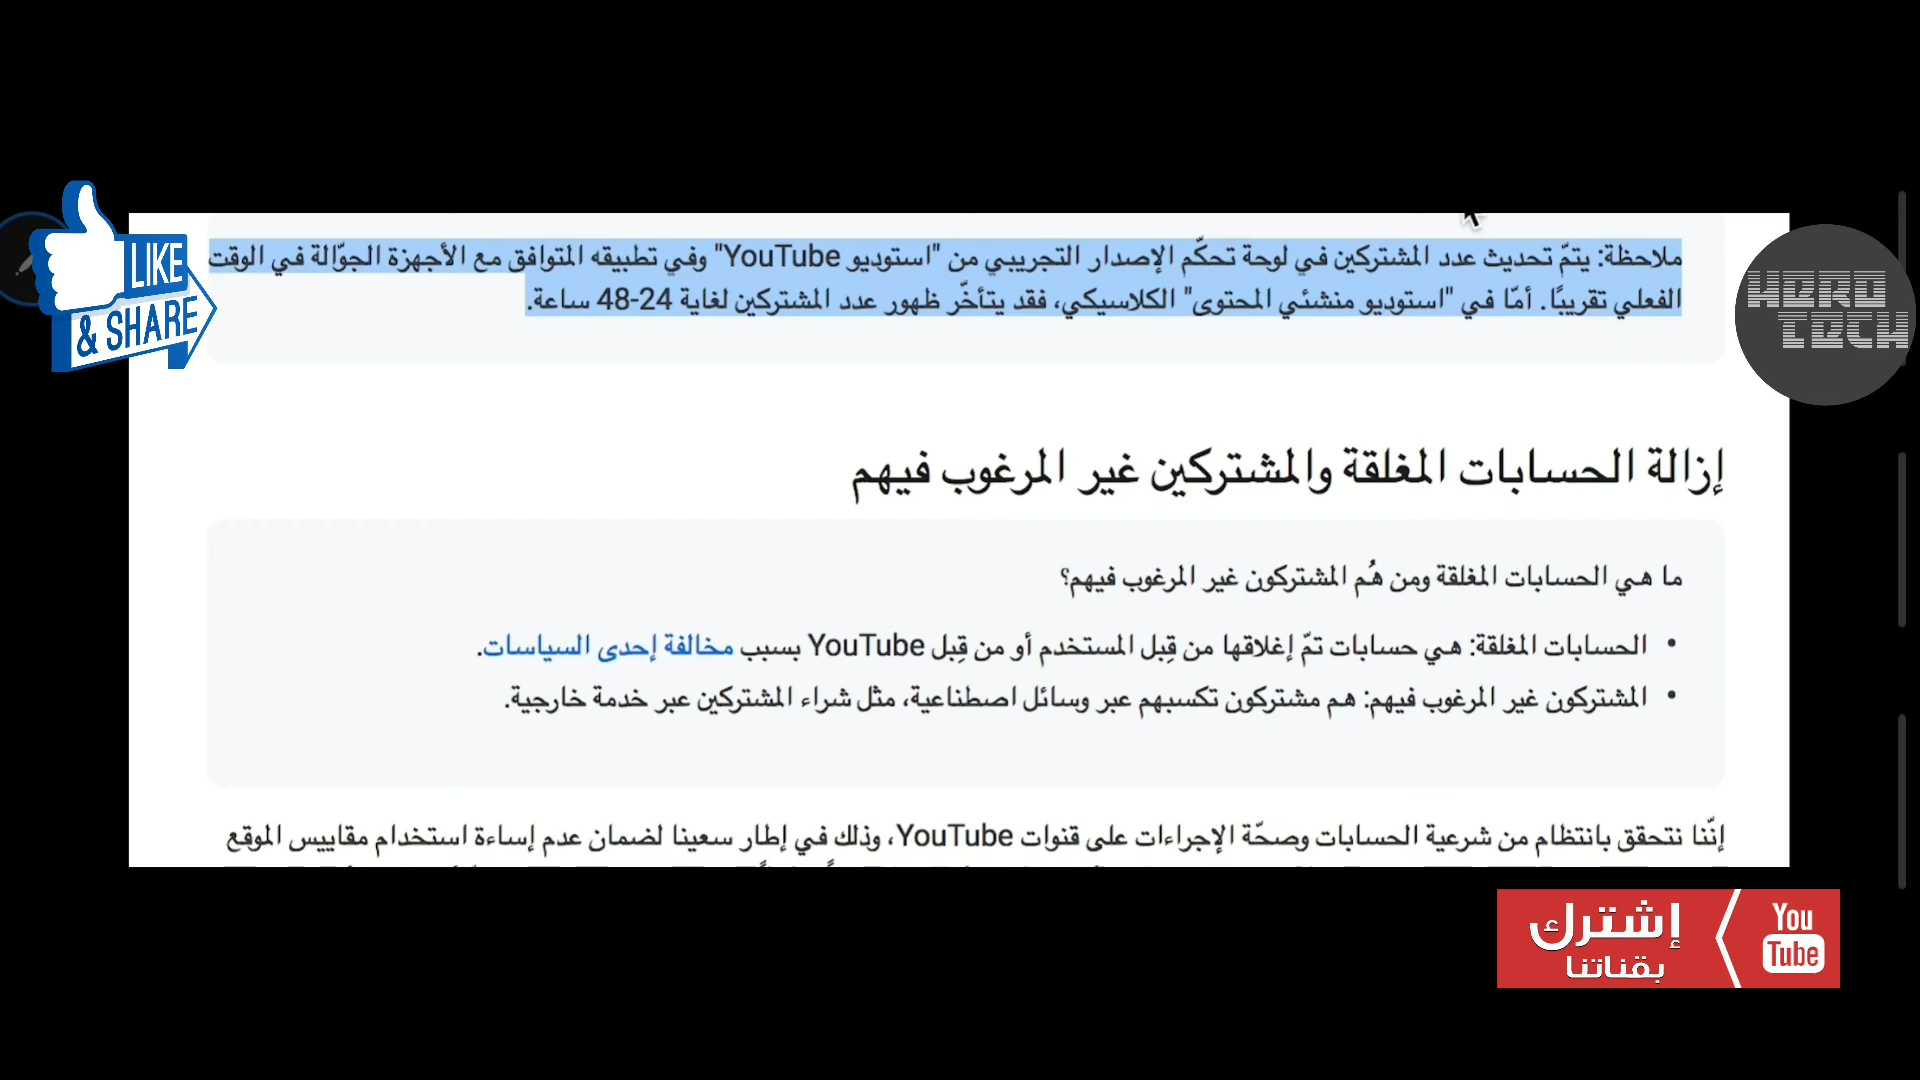 ملاحظة: يتمّ تحديث عدد المشتركين في لوحة تحكّم الإصدار التجريبي من "استوديو YouTube" وفي تطبيقه المتوافق مع الأجهزة الجوّالة في الوقت
الفعلي تقريبًا. أمّا في "استوديو منشئي المحتوى" الكلاسيكي، فقد يتأخّر ظهور عدد المشتركين لغاية 24-48 ساعة.
LIKE
& SHARE
HERO
TECH
إزالة الحسابات المغلقة والمشتركين غير المرغوب فيهم
ما هي الحسابات المغلقة ومن هُم المشتركون غير المرغوب فيهم؟
• الحسابات المغلقة: هي حسابات تمّ إغلاقها من قِبل المستخدم أو من قِبل YouTube بسبب مخالفة إحدى السياسات.
• المشتركون غير المرغوب فيهم: هم مشتركون تكسبهم عبر وسائل اصطناعية، مثل شراء المشتركين عبر خدمة خارجية.
إنّنا نتحقق بانتظام من شرعية الحسابات وصحّة الإجراءات على قنوات YouTube، وذلك في إطار سعينا لضمان عدم إساءة استخدام مقاييس الموقع
إشترك
بقناتنا
You
Tube